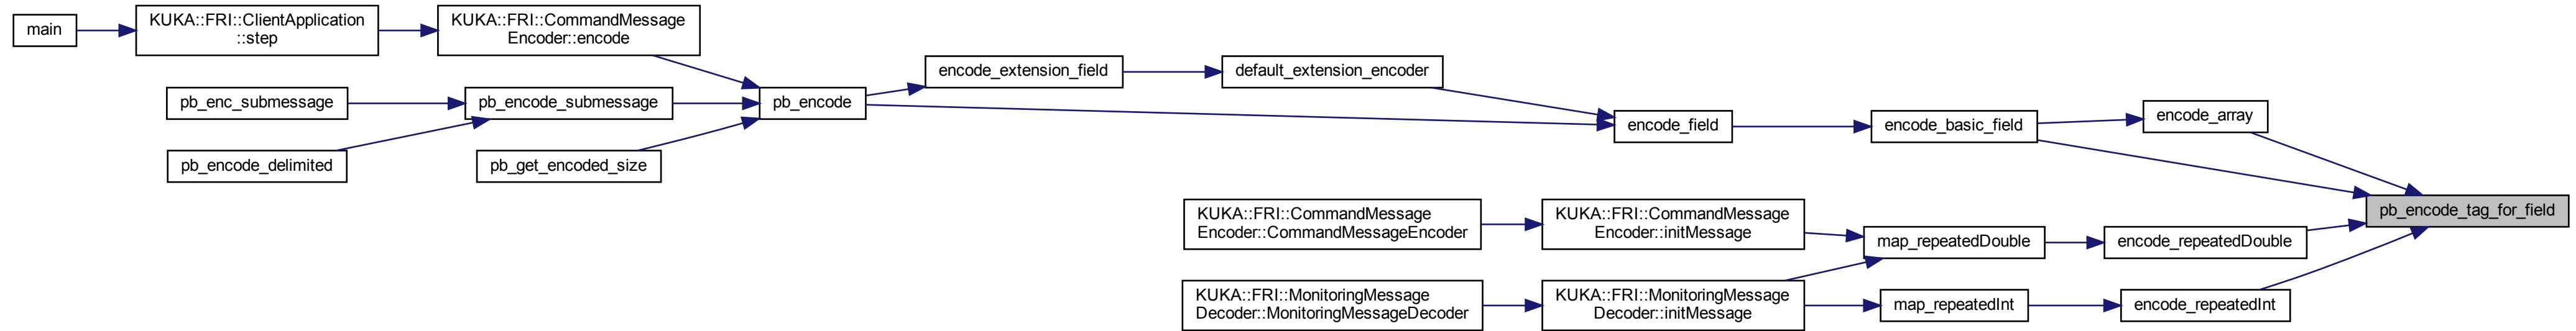 main
KUKA::FRI::ClientApplication
::step
KUKA::FRI::CommandMessage
Encoder::encode
pb_enc_submessage
pb_encode_submessage
pb_encode_delimited
pb_get_encoded_size
pb_encode
encode_extension_field
default_extension_encoder
encode_field
encode_basic_field
encode_array
pb_encode_tag_for_field
KUKA::FRI::CommandMessage
Encoder::CommandMessageEncoder
KUKA::FRI::CommandMessage
Encoder::initMessage
map_repeatedDouble
encode_repeatedDouble
KUKA::FRI::MonitoringMessage
Decoder::MonitoringMessageDecoder
KUKA::FRI::MonitoringMessage
Decoder::initMessage
map_repeatedInt
encode_repeatedInt